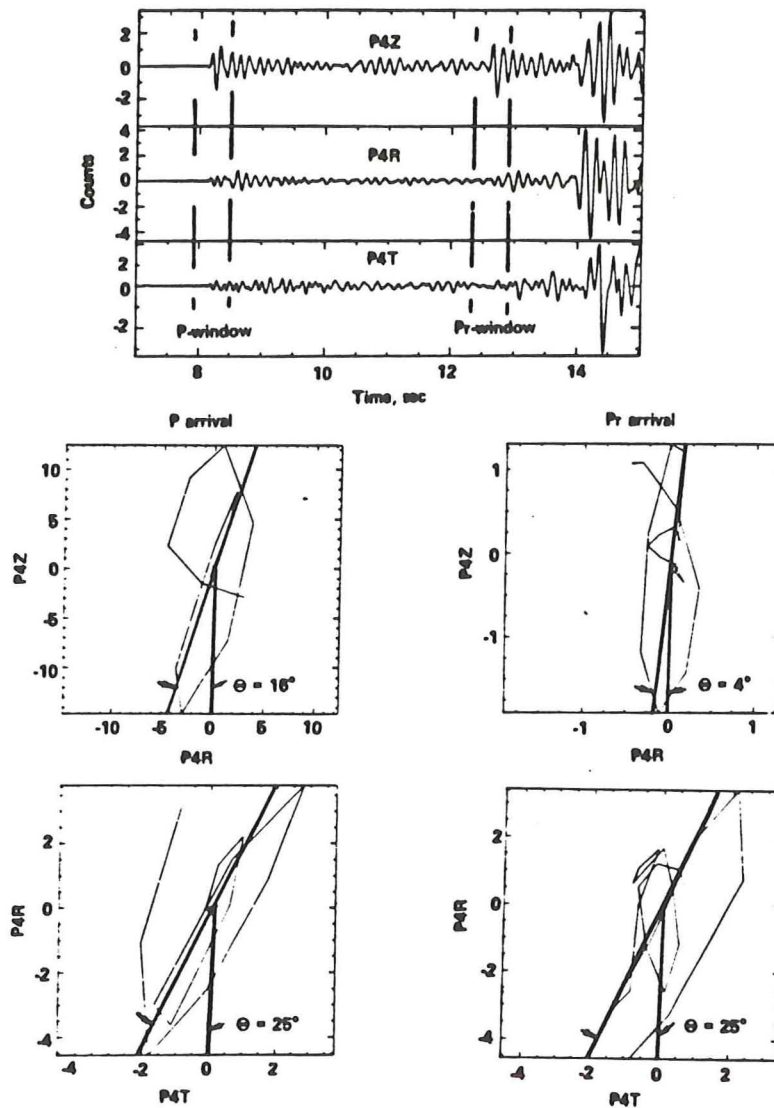 2
0
-2
P4Z
4
2
0
-2
-4
P4R
Counts
2
0
-2
P4T
P-window
Pr-window
8
10
12
14
Time, sec
P arrival
Pr arrival
10
5
0
-5
-10
P4Z
Θ = 16°
-10
-5
0
5
10
P4R
1
0
-1
P4Z
Θ = 4°
-1
0
1
P4R
2
0
-2
-4
P4R
Θ = 25°
-4
-2
0
2
P4T
2
0
-2
-4
P4R
Θ = 25°
-4
-2
0
2
P4T